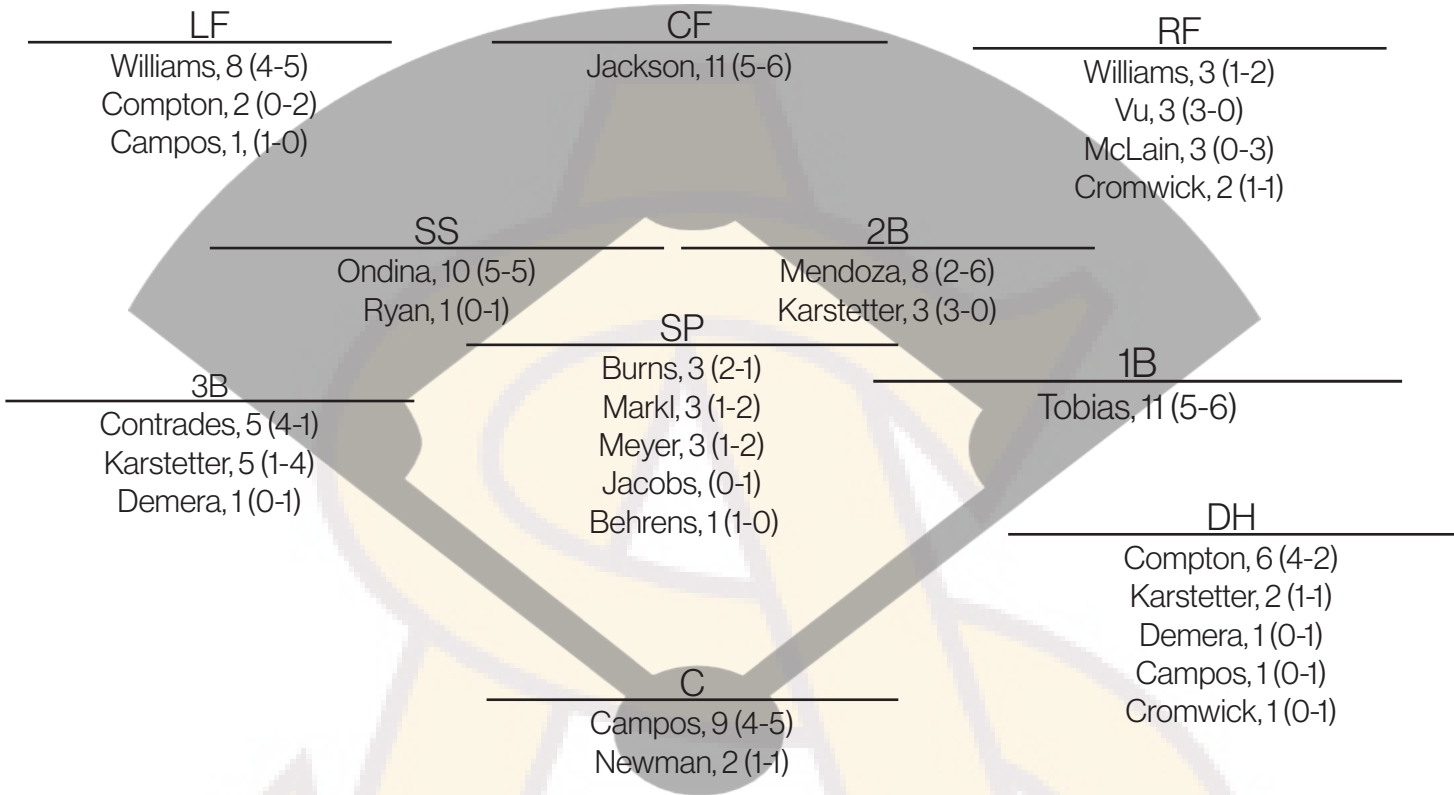 LF
Williams, 8 (4-5)
Compton, 2 (0-2)
Campos, 1, (1-0)
CF
Jackson, 11 (5-6)
RF
Williams, 3 (1-2)
Vu, 3 (3-0)
McLain, 3 (0-3)
Cromwick, 2 (1-1)
SS
Ondina, 10 (5-5)
Ryan, 1 (0-1)
2B
Mendoza, 8 (2-6)
Karstetter, 3 (3-0)
SP
Burns, 3 (2-1)
Markl, 3 (1-2)
Meyer, 3 (1-2)
Jacobs, (0-1)
Behrens, 1 (1-0)
3B
Contrades, 5 (4-1)
Karstetter, 5 (1-4)
Demera, 1 (0-1)
1B
Tobias, 11 (5-6)
DH
Compton, 6 (4-2)
Karstetter, 2 (1-1)
Demera, 1 (0-1)
Campos, 1 (0-1)
Cromwick, 1 (0-1)
C
Campos, 9 (4-5)
Newman, 2 (1-1)